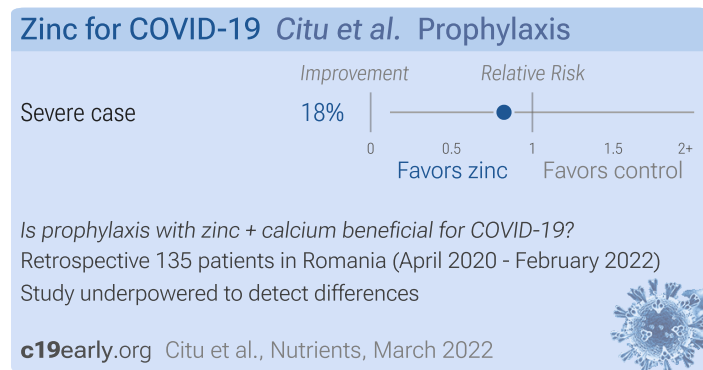 Zinc for COVID-19 Citu et al. Prophylaxis
Improvement Relative Risk
Severe case 18%
0 0.5 1 1.5 2+
Favors zinc Favors control
Is prophylaxis with zinc + calcium beneficial for COVID-19?
Retrospective 135 patients in Romania (April 2020 - February 2022)
Study underpowered to detect differences
c19early.org Citu et al., Nutrients, March 2022